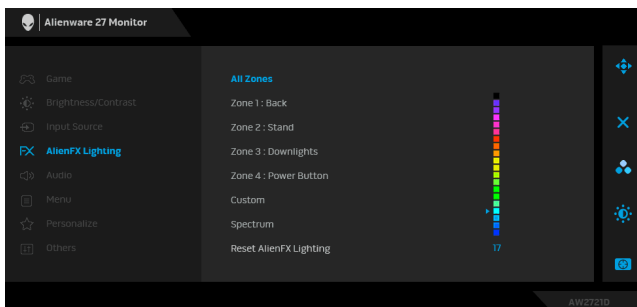 Alienware 27 Monitor
Game
Brightness/Contrast
Input Source
AlienFX Lighting
Audio
Menu
Personalize
Others
All Zones
Zone 1 : Back
Zone 2 : Stand
Zone 3 : Downlights
Zone 4 : Power Button
Custom
Spectrum
Reset AlienFX Lighting
17
AW2721D